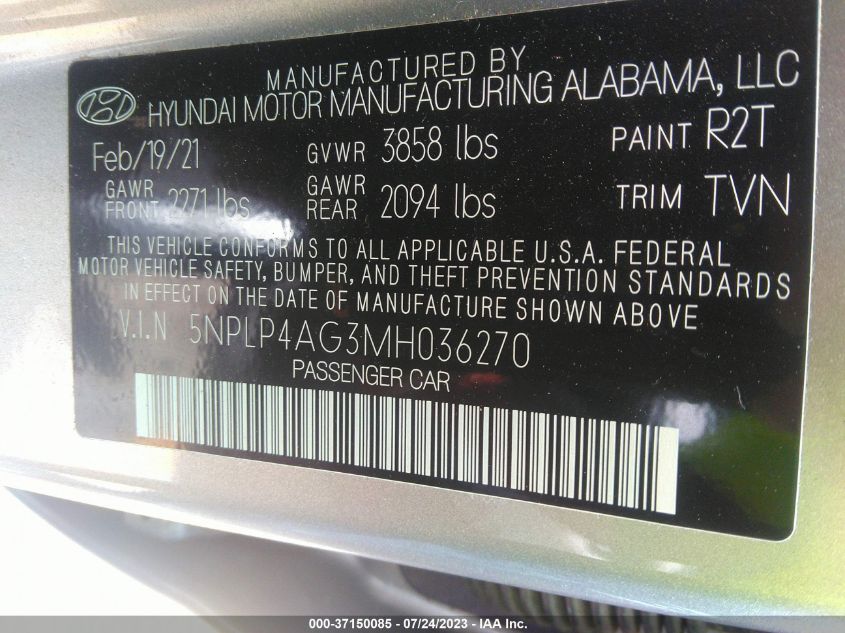 MANUFACTURED BY
HYUNDAI MOTOR MANUFACTURING ALABAMA, LLC
Feb/19/21 GVWR 3858 lbs PAINT R2T
GAWR FRONT 2271 lbs GAWR REAR 2094 lbs TRIM TVN
THIS VEHICLE CONFORMS TO ALL APPLICABLE U.S.A. FEDERAL
MOTOR VEHICLE SAFETY, BUMPER, AND THEFT PREVENTION STANDARDS
IN EFFECT ON THE DATE OF MANUFACTURE SHOWN ABOVE
V.I.N 5NPLP4AG3MH036270
PASSENGER CAR
000-37150085 - 07/24/2023 - IAAI.COM